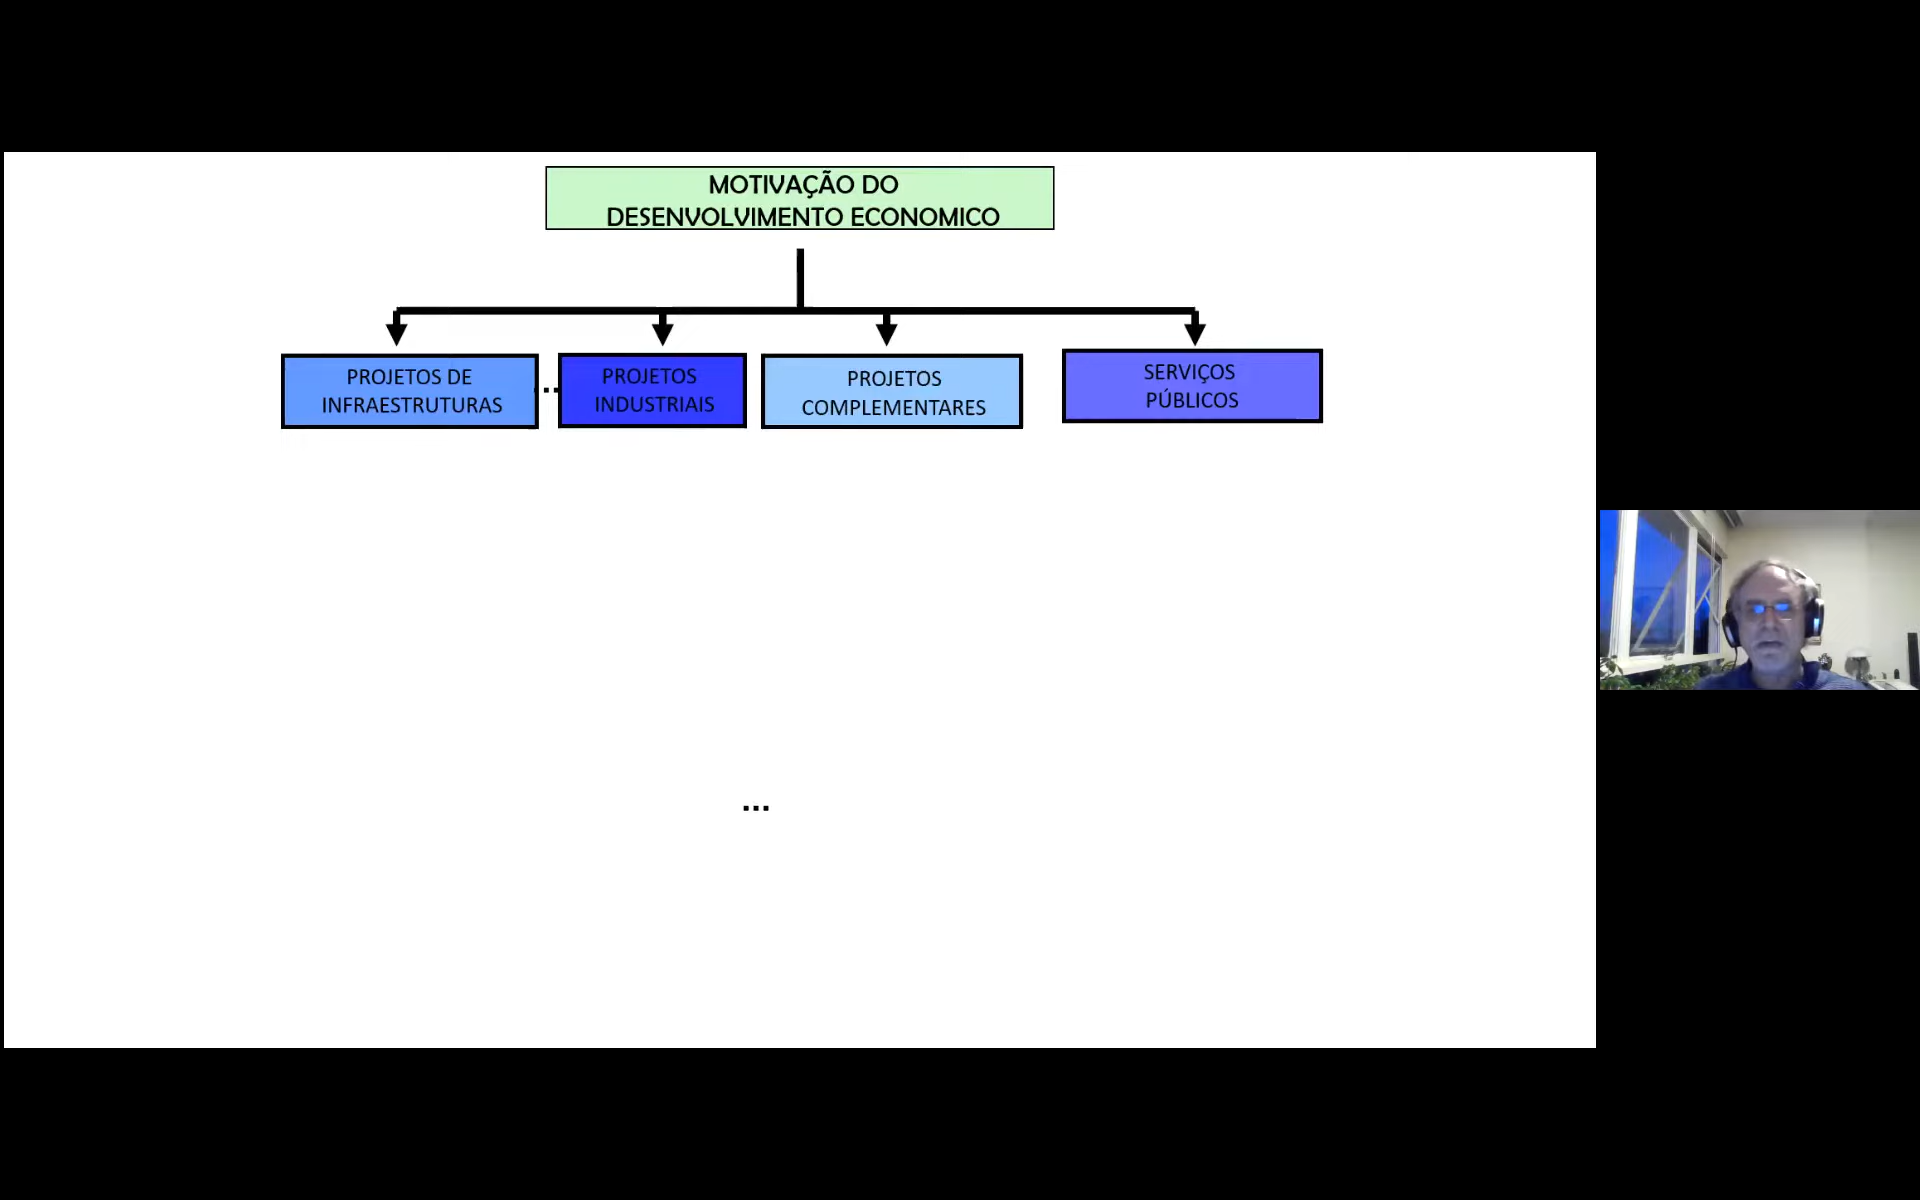 MOTIVAÇÃO DO
DESENVOLVIMENTO ECONOMICO
PROJETOS DE
INFRAESTRUTURAS
...
PROJETOS
INDUSTRIAIS
PROJETOS
COMPLEMENTARES
SERVIÇOS
PÚBLICOS
...